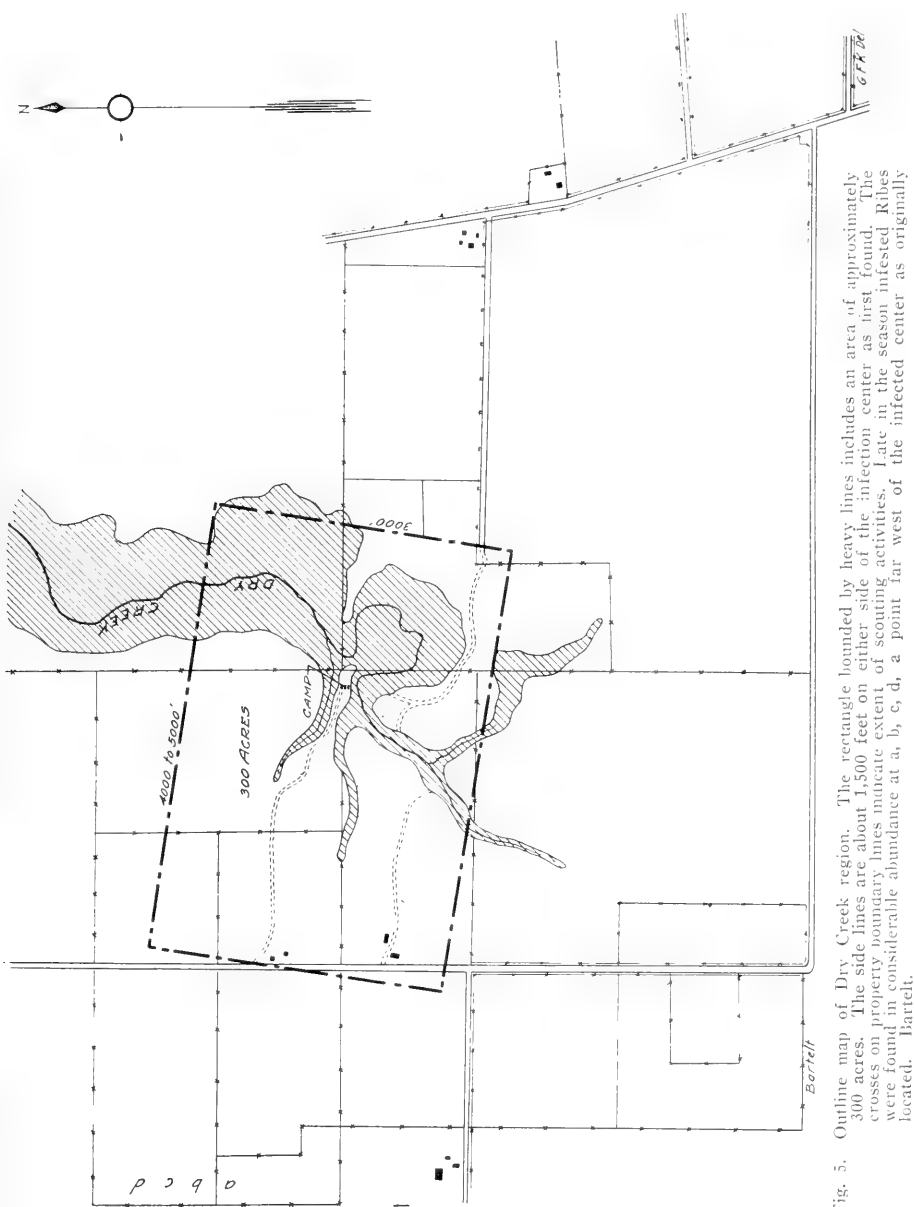 N
CREEK
DRY
4000 to 5000'
3000'
300 ACRES
CAMP
a b c d
Bartelt
G F R Del
Fig. 5. Outline map of Dry Creek region. The rectangle bounded by heavy lines includes an area of approximately
300 acres. The side lines are about 1,500 feet on either side of the infection center as first found. The
crosses on property boundary lines indicate extent of scouting activities. Late in the season infested Ribes
were found in considerable abundance at a, b, c, d, a point far west of the infected center as originally
located. Bartelt.